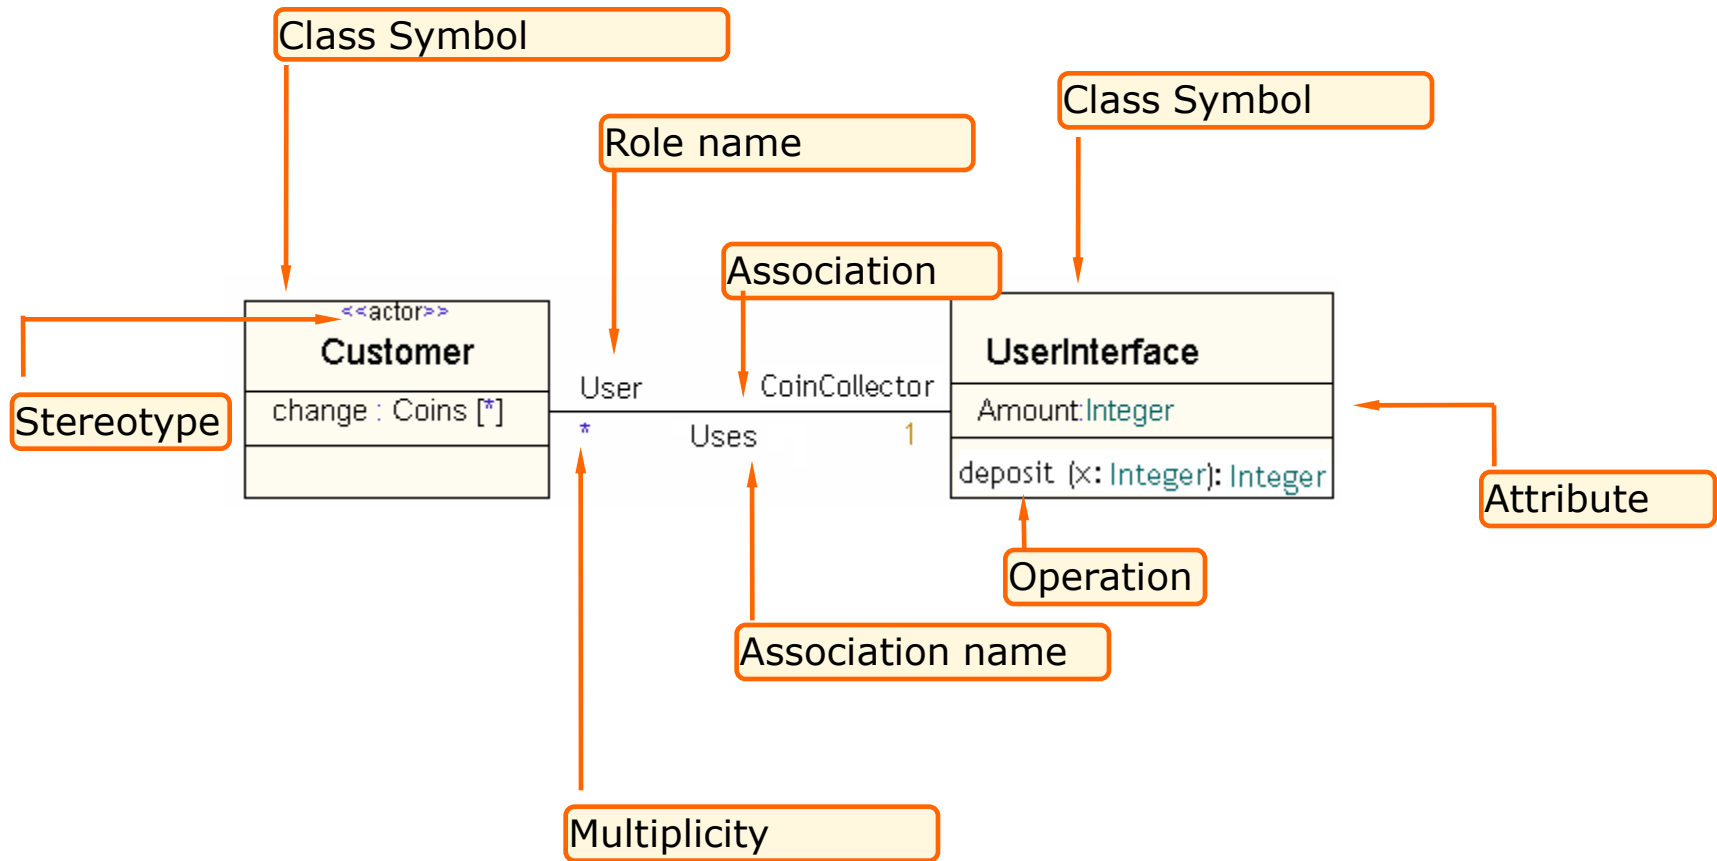 Class Symbol
Class Symbol
Role name
Association
<<actor>>
Customer
UserInterface
User
CoinCollector
Stereotype
change : Coins [*]
Amount:Integer
*
Uses
1
deposit (x: Integer): Integer
Attribute
Operation
Association name
Multiplicity